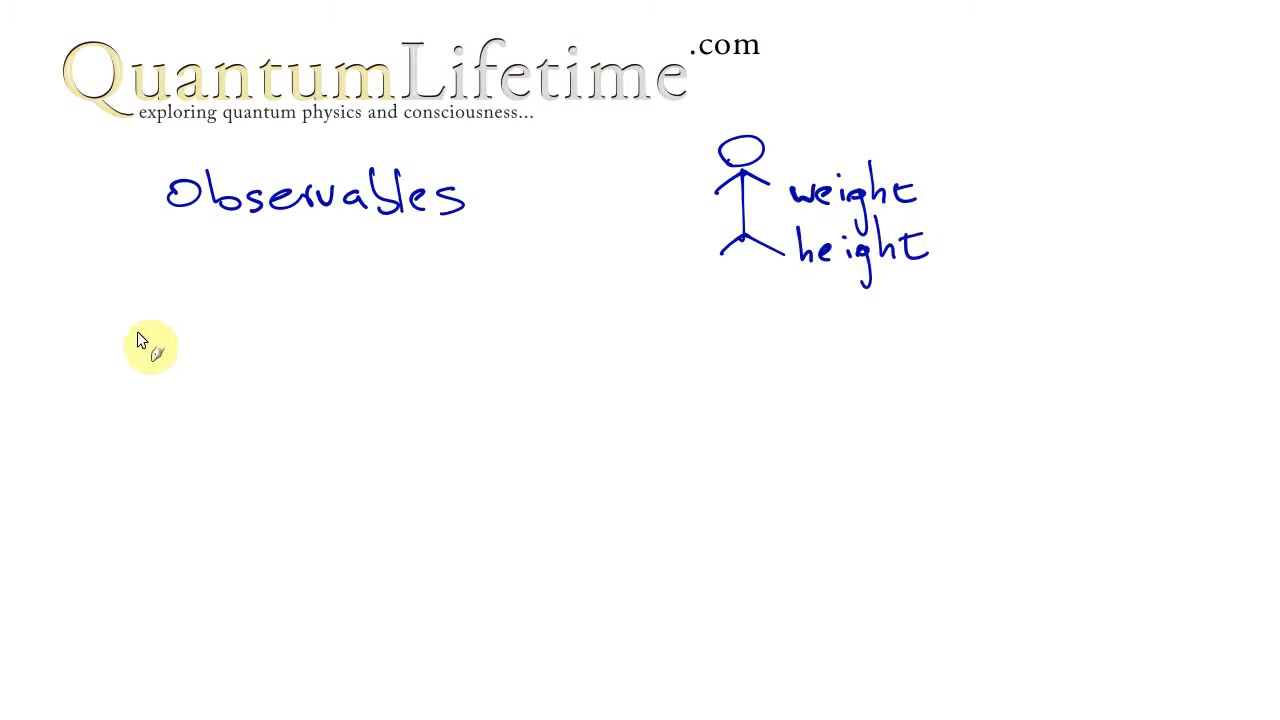 QuantumLifetime.com
exploring quantum physics and consciousness...
Observables
weight
height